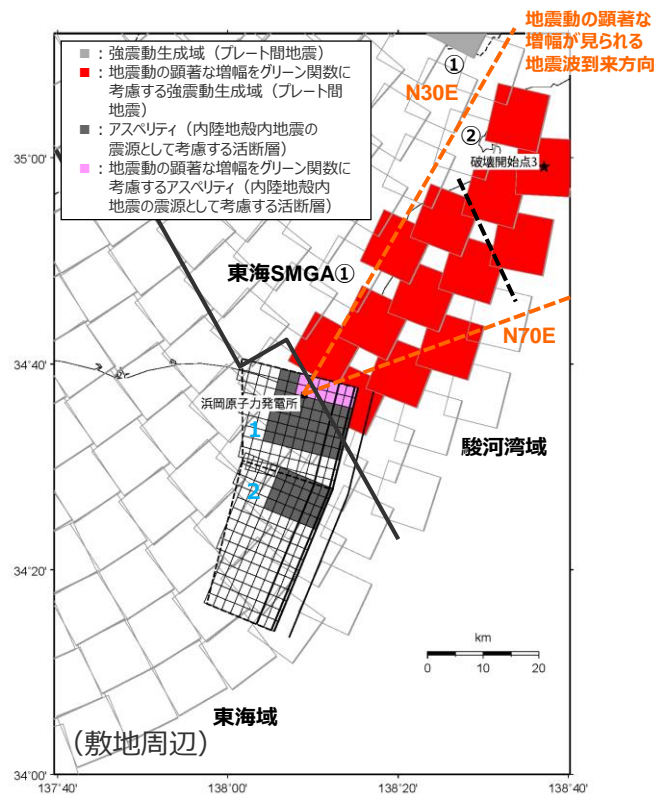 地震動の顕著な
増幅が見られる
地震波到来方向
■：強震動生成域（プレート間地震）
■：地震動の顕著な増幅をグリーン関数に
考慮する強震動生成域（プレート間
地震）
■：アスペリティ（内陸地殻内地震の
震源として考慮する活断層）
■：地震動の顕著な増幅をグリーン関数に
考慮するアスペリティ（内陸地殻内
地震の震源として考慮する活断層）
①
N30E
②
破壊開始点3
★
35°00'
東海SMGA①
N70E
34°40'
浜岡原子力発電所
1
駿河湾域
2
34°20'
km
0 10 20
東海域
（敷地周辺）
34°00'
137°40' 138°00' 138°20' 138°40'